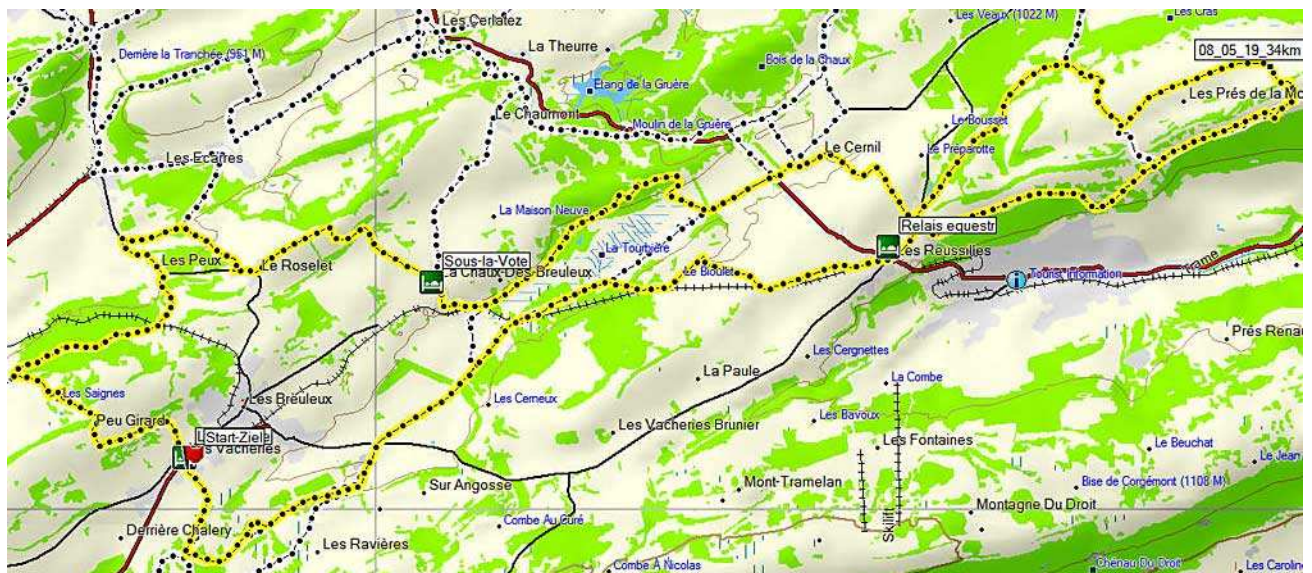 Les Cerlatez
Les Veaux (1022 M)
Les Cras
La Theurre
Derrière la Tranchée (951 M)
Bois de la Chaux
08_05_19_34km
Etang de la Gruère
Les Prés de la Mo
Le Chaumont
Moulin de la Gruère
Le Bousset
Les Ecarres
Le Cernil
Le Préparotte
La Maison Neuve
Relais equestr
Les Peux
Le Roselet
Sous-la-Vote
La Tourbière
Les Reussilles
La Chaux-Des Breuleux
Le Bioulet
Tourist Information
Trame
Les Cergnettes
Prés Rena
Les Saignes
La Paule
La Combe
Les Breuleux
Les Cerneux
Peu Girard
Les Bavoux
Les Vacheries Brunier
Start-Ziele
Les Fontaines
Le Beuchat
Le Jean
Mont-Tramelan
Sur Angosse
Bise de Corgémont (1108 M)
Montagne Du Droit
Derrière Chalery
Combe Au Curé
Skilift
Les Ravières
Combe A Nicolas
Chenau Du Droit
Les Caroline